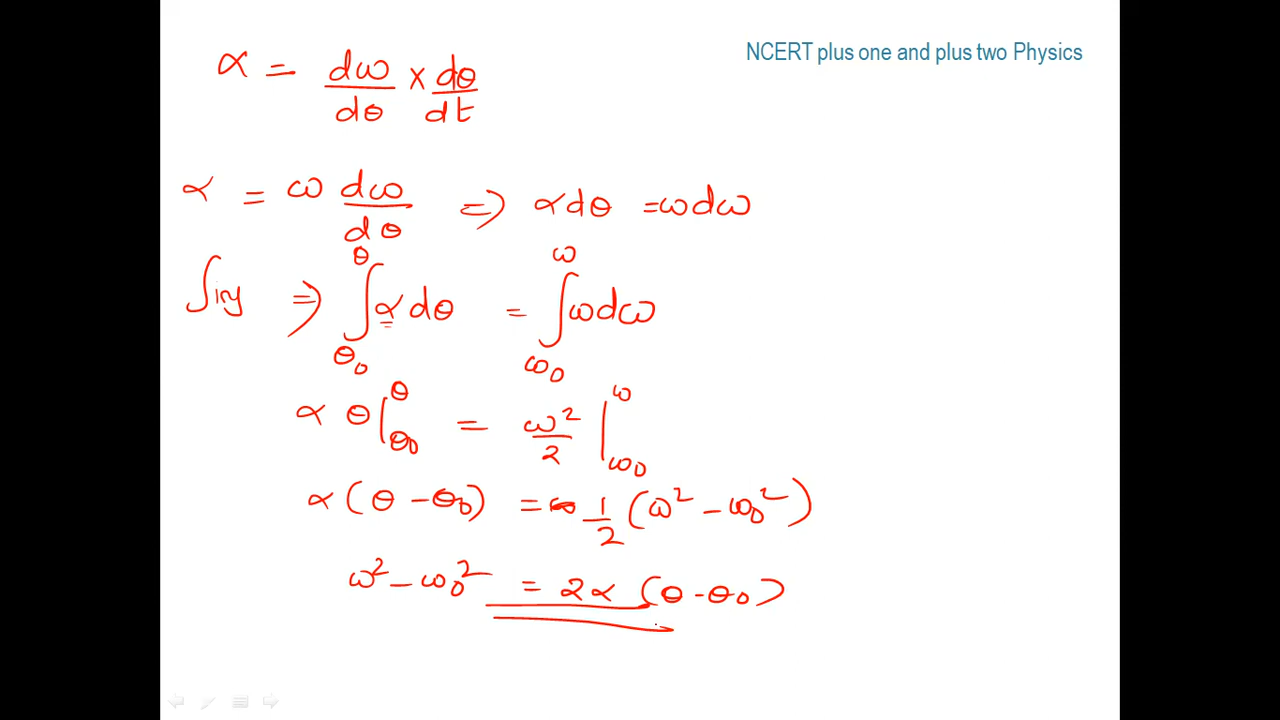 NCERT plus one and plus two Physics
α = dω/dθ × dθ/dt
α = ω dω/dθ ⇒ α dθ = ω dω
∫ing ⇒ ∫_{θ₀}^{θ} α dθ = ∫_{ω₀}^{ω} ω dω
α θ |_{θ₀}^{θ} = ω²/2 |_{ω₀}^{ω}
α (θ – θ₀) = 1/2 (ω² – ω₀²)
ω² – ω₀² = 2α (θ - θ₀)